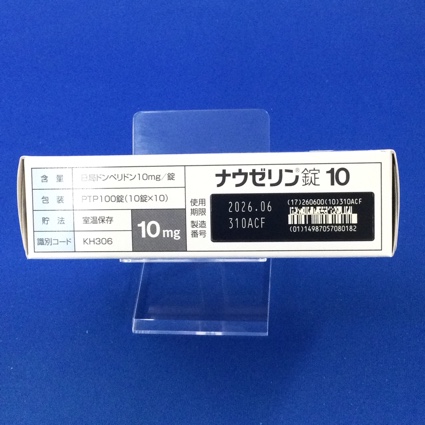 含量 日局ドンペリドン10mg/錠
包装 PTP100錠(10錠×10)
貯法 室温保存
識別コード KH306
10mg
ナウゼリン®錠 10
使用期限 2026.06
製造番号 310ACF
(17)260600(10)310ACF
(01)14987057080182